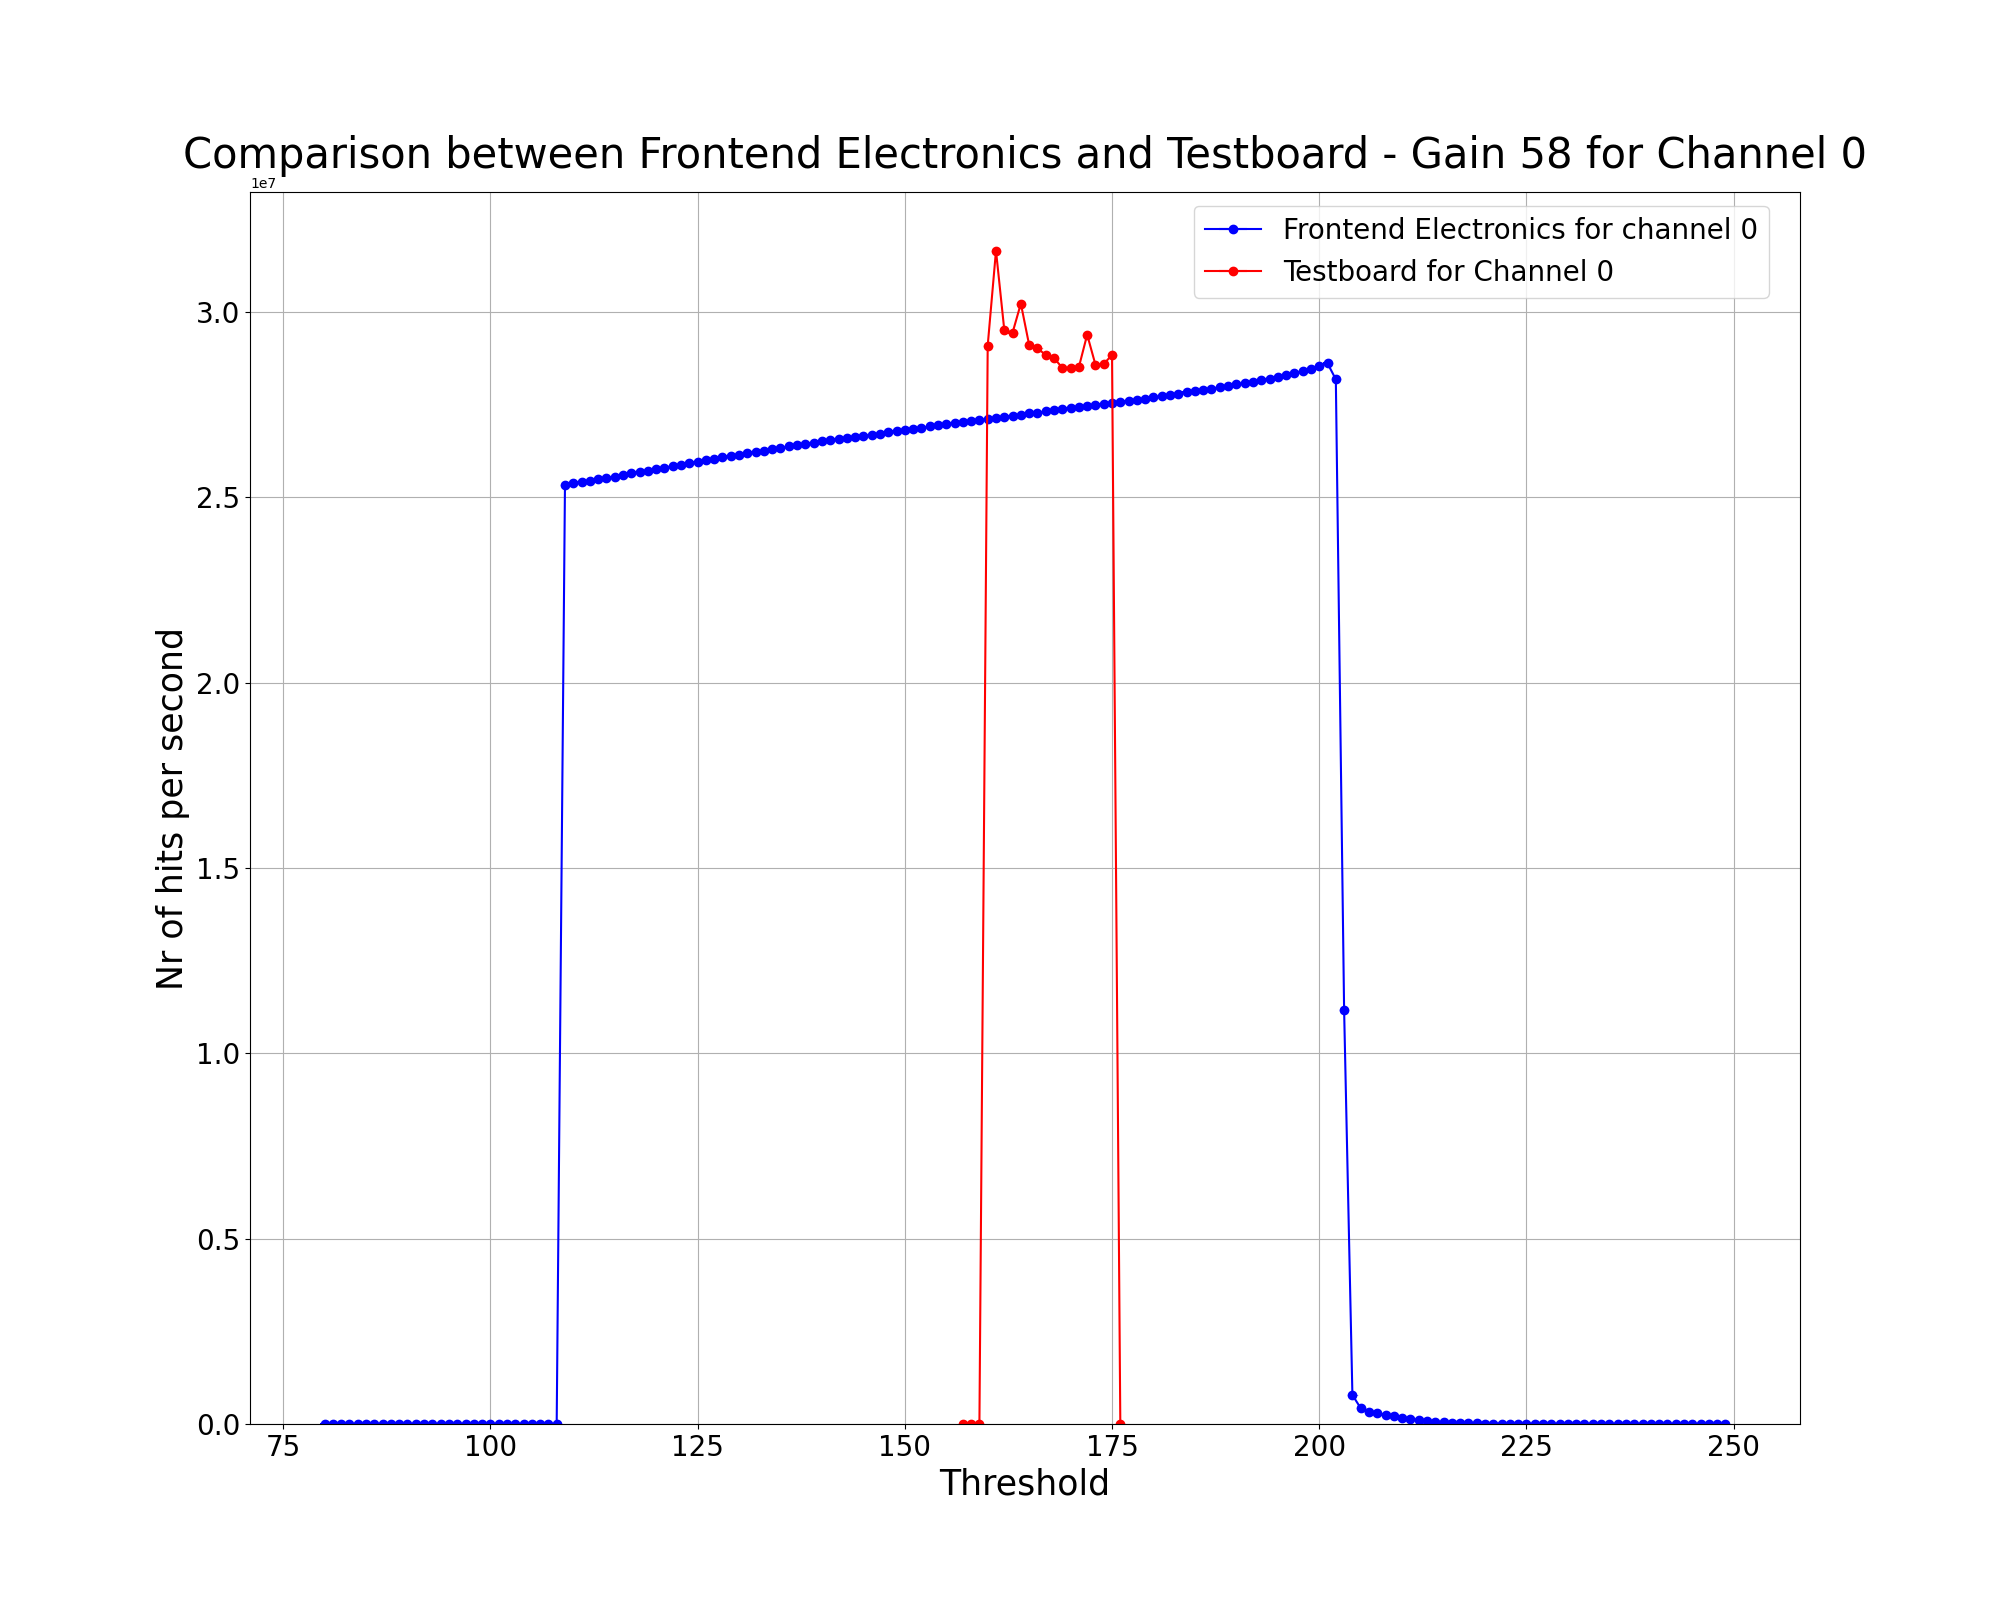 Comparison between Frontend Electronics and Testboard - Gain 58 for Channel 0
1e7
Frontend Electronics for channel 0
Testboard for Channel 0
3.0
2.5
2.0
1.5
1.0
0.5
0.0
Nr of hits per second
75 100 125 150 175 200 225 250
Threshold